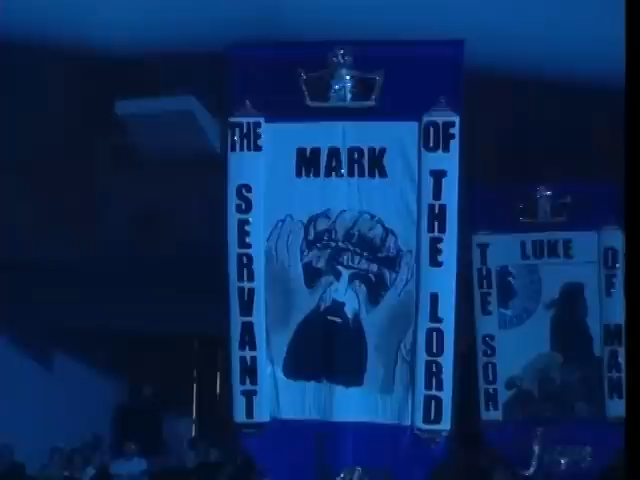 THE SERVANT
MARK
OF THE LORD
THE SON
LUKE
OF MAN